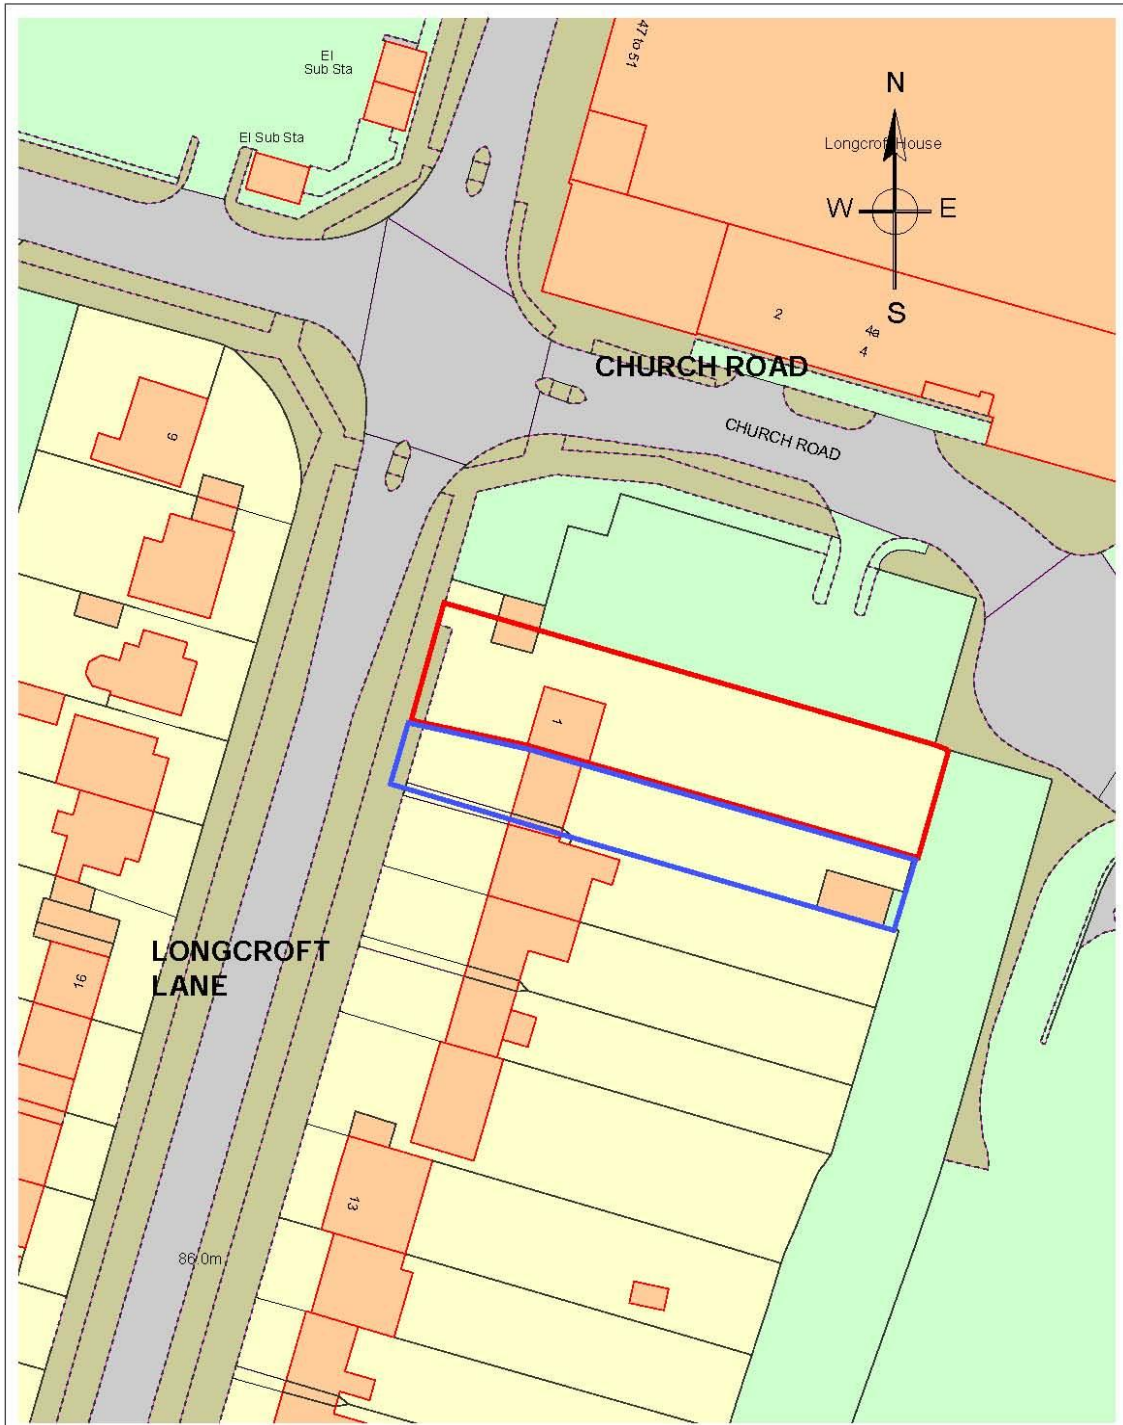 47 to 51
El
Sub Sta
El Sub Sta
N
Longcroft House
W
E
S
2
4a
4
CHURCH ROAD
CHURCH ROAD
9
1
LONGCROFT
LANE
16
13
86.0m